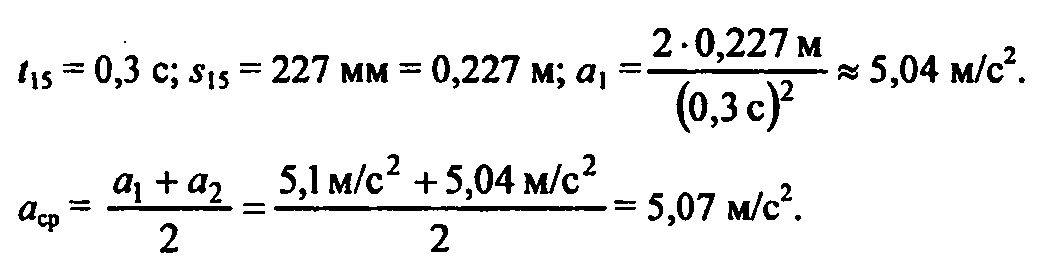 t₁₅ = 0,3 с; s₁₅ = 227 мм = 0,227 м; a₁ = (2·0,227 м)/(0,3 с)² ≈ 5,04 м/с².
aср = (a₁ + a₂)/2 = (5,1 м/с² + 5,04 м/с²)/2 = 5,07 м/с².